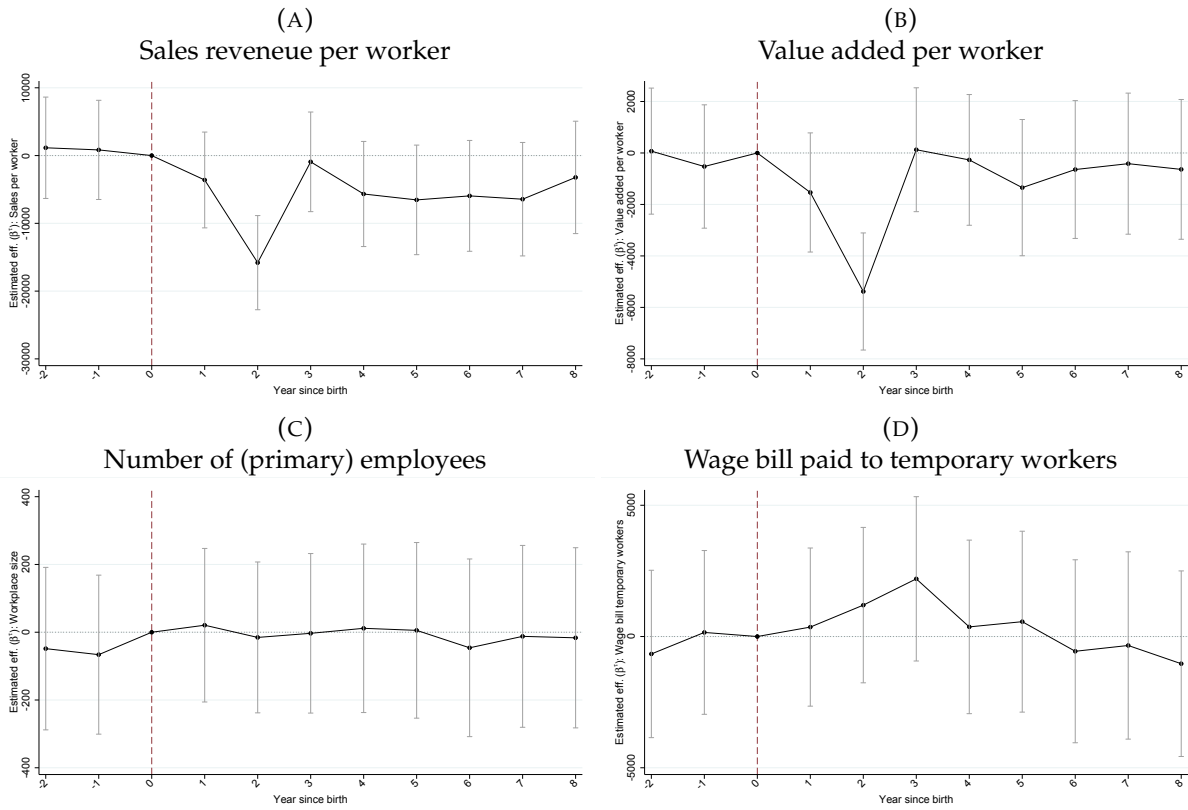 (A)
Sales reveneue per worker
Estimated eff. (β¹): Sales per worker
10000
0
-10000
-20000
-30000
-2 -1 0 1 2 3 4 5 6 7 8
Year since birth
(B)
Value added per worker
Estimated eff. (β¹): Value added per worker
2000
0
-2000
-4000
-6000
-8000
-2 -1 0 1 2 3 4 5 6 7 8
Year since birth
(C)
Number of (primary) employees
Estimated eff. (β¹): Workplace size
400
200
0
-200
-400
-2 -1 0 1 2 3 4 5 6 7 8
Year since birth
(D)
Wage bill paid to temporary workers
Estimated eff. (β¹): Wage bill temporary workers
5000
0
-5000
-2 -1 0 1 2 3 4 5 6 7 8
Year since birth